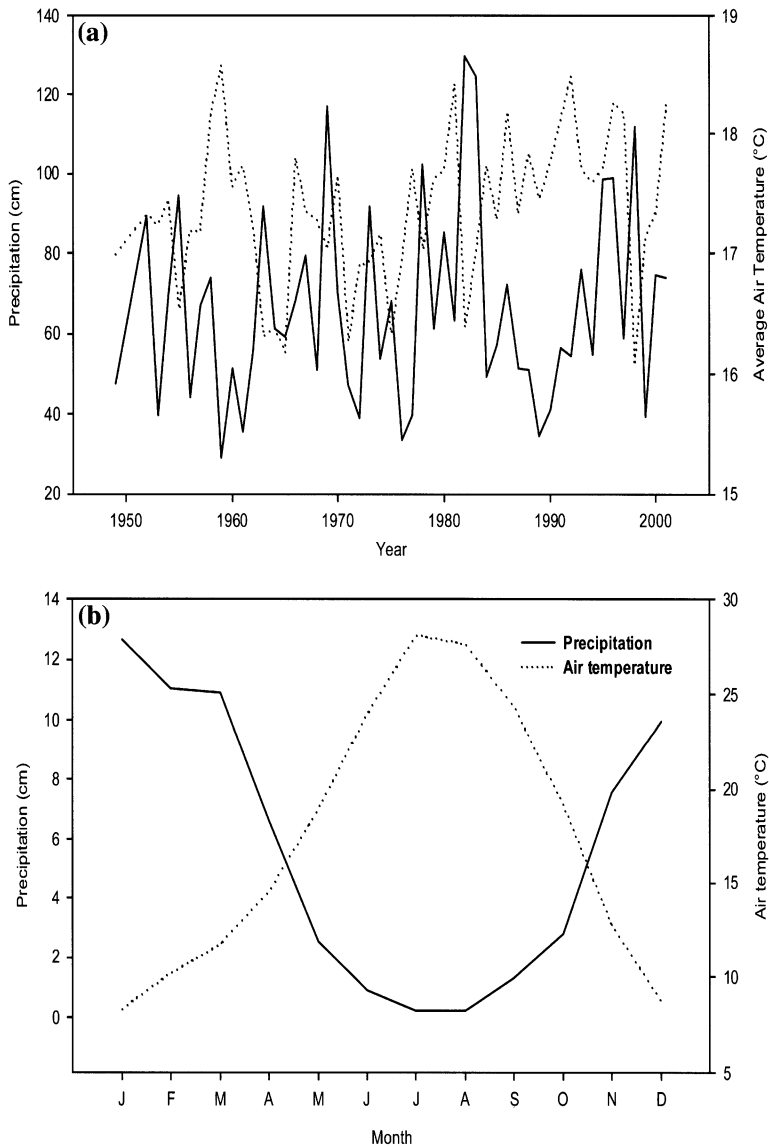 (a)
140
120
100
80
60
40
20
Precipitation (cm)
19
18
17
16
15
Average Air Temperature (°C)
1950 1960 1970 1980 1990 2000
Year
(b)
14
12
10
8
6
4
2
0
Precipitation (cm)
Precipitation
Air temperature
30
25
20
15
10
5
Air temperature (°C)
J F M A M J J A S O N D
Month